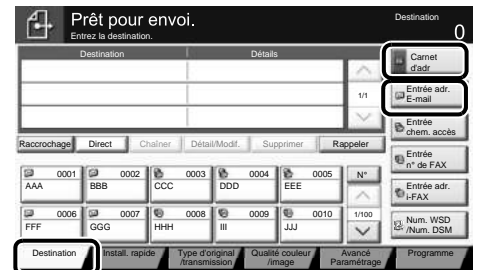 Prêt pour envoi.
Entrez la destination.
Destination
0
Destination
Détails
1/1
Carnet
d'adr
Entrée adr.
E-mail
Entrée
chem. accès
Entrée
n° de FAX
Entrée adr.
i-FAX
Num. WSD
/Num. DSM
Raccrochage
Direct
Chaîner
Détail/Modif.
Supprimer
Rappeler
0001
AAA
0002
BBB
0003
CCC
0004
DDD
0005
EEE
N°
0006
FFF
0007
GGG
0008
HHH
0009
III
0010
JJJ
1/100
Destination
Install. rapide
Type d'original
/transmission
Qualité couleur
/image
Avancé
Paramétrage
Programme